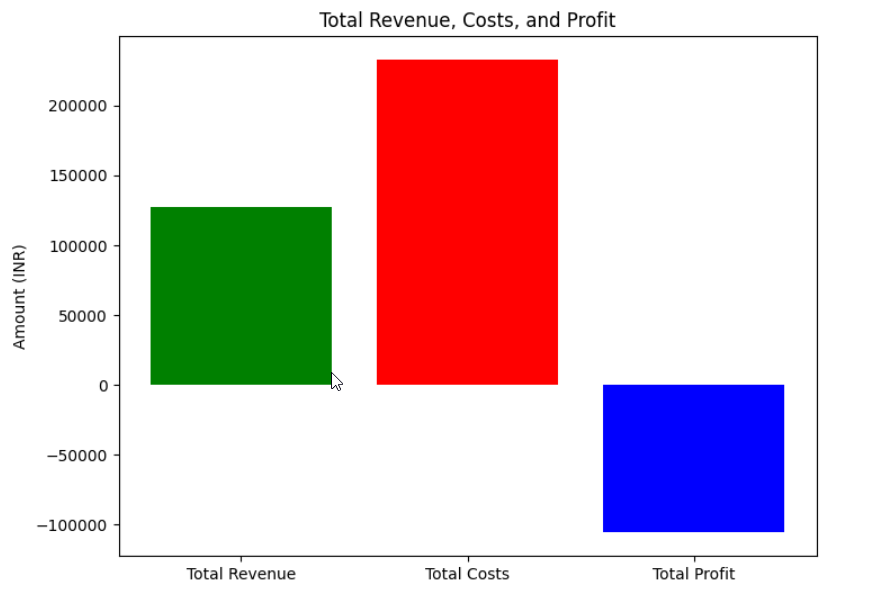 Total Revenue, Costs, and Profit
200000
150000
100000
50000
0
−50000
−100000
Amount (INR)
Total Revenue
Total Costs
Total Profit